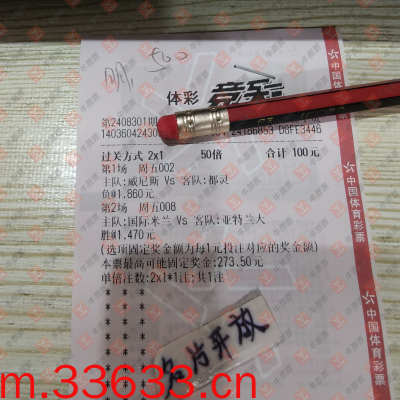 体彩 竞彩
第2408301期
14036042430 24166853 D6FE3446
过关方式 2x1 50倍 合计 100元
第1场 周五002
主队:威尼斯 Vs 客队:都灵
负@1.860元
第2场 周五008
主队:国际米兰 Vs 客队:亚特兰大
胜@1.470元
(选项固定奖金额为每1元投注对应的奖金额)
本票最高可能固定奖金:273.50元
单倍注数:2x1*1注;共1注
中国体育彩票
中国体育彩票
中国体育彩票
m.33633.cn